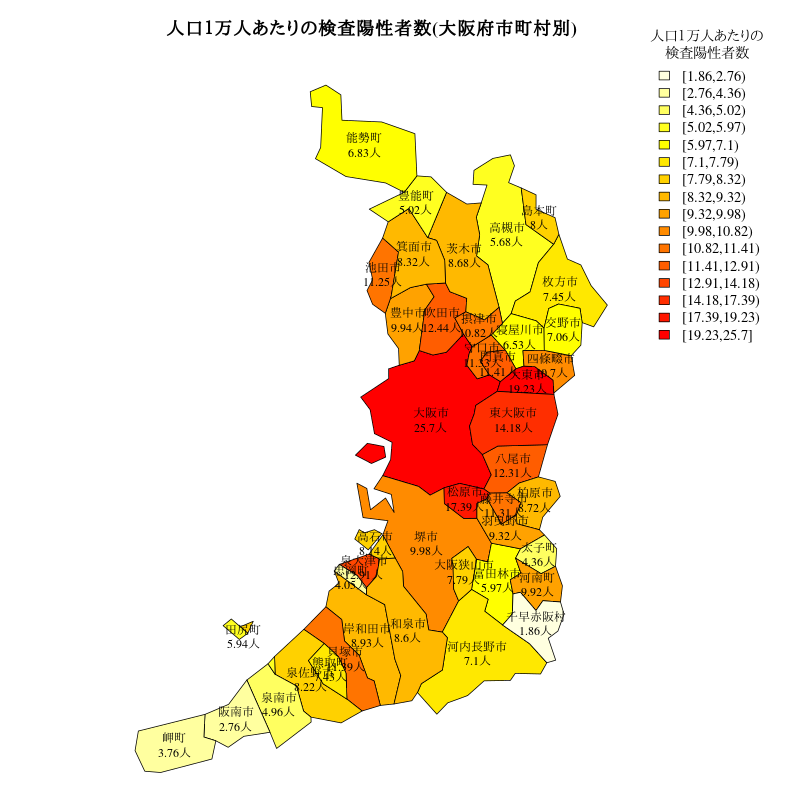 人口1万人あたりの検査陽性者数(大阪府市町村別)
人口1万人あたりの
検査陽性者数
[1.86,2.76)
[2.76,4.36)
[4.36,5.02)
[5.02,5.97)
[5.97,7.1)
[7.1,7.79)
[7.79,8.32)
[8.32,9.32)
[9.32,9.98)
[9.98,10.82)
[10.82,11.41)
[11.41,12.91)
[12.91,14.18)
[14.18,17.39)
[17.39,19.23)
[19.23,25.7]
能勢町
6.83人
豊能町
5.02人
島本町
8人
高槻市
5.68人
箕面市
8.32人
茨木市
8.68人
池田市
11.25人
枚方市
7.45人
豊中市
9.94人
吹田市
12.44人
摂津市
10.82人
寝屋川市
6.53人
交野市
7.06人
守口市
11.53人
門真市
11.41人
四條畷市
10.7人
大東市
19.23人
大阪市
25.7人
東大阪市
14.18人
八尾市
12.31人
松原市
17.39人
藤井寺市
11.31人
柏原市
8.72人
羽曳野市
9.32人
高石市
8.14人
堺市
9.98人
太子町
4.36人
泉大津市
12.91人
忠岡町
4.05人
大阪狭山市
7.79人
富田林市
5.97人
河南町
9.92人
千早赤阪村
1.86人
田尻町
5.94人
岸和田市
8.93人
和泉市
8.6人
貝塚市
11.39人
河内長野市
7.1人
熊取町
7.43人
泉佐野市
8.22人
泉南市
4.96人
阪南市
2.76人
岬町
3.76人